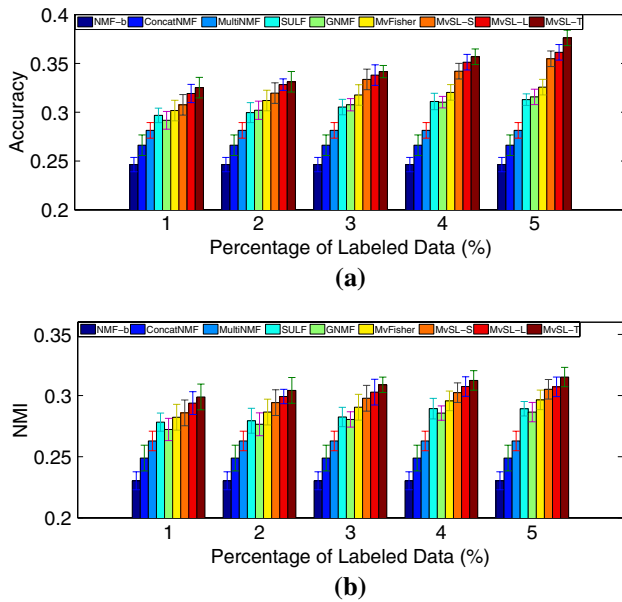 0.4
NMF-b ConcatNMF MultiNMF SULF GNMF MvFisher MvSL-S MvSL-L MvSL-T
0.35
0.3
0.25
0.2
Accuracy
1 2 3 4 5
Percentage of Labeled Data (%)
(a)
0.35
NMF-b ConcatNMF MultiNMF SULF GNMF MvFisher MvSL-S MvSL-L MvSL-T
0.3
0.25
0.2
NMI
1 2 3 4 5
Percentage of Labeled Data (%)
(b)